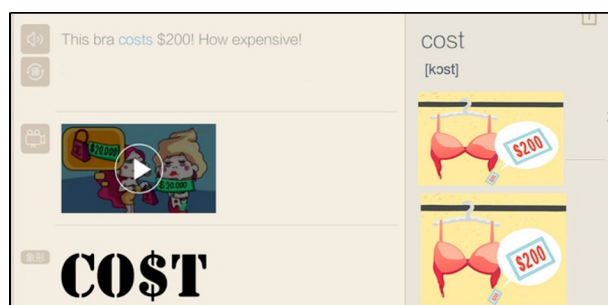 This bra costs $200! How expensive!
cost
[kɔst]
$20,000
$20,000
$200
CO$T
$200